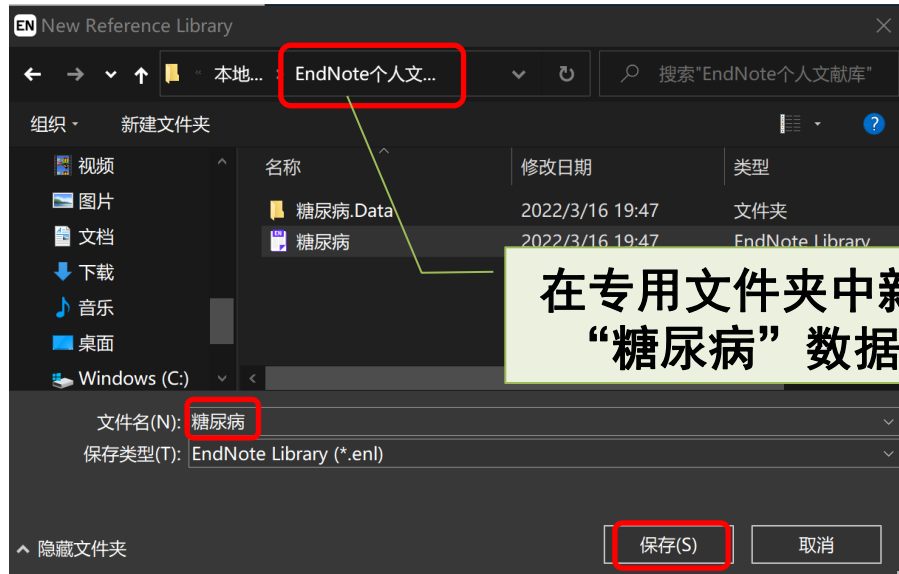 EN New Reference Library
本地... EndNote个人文...
搜索"EndNote个人文献库"
组织
新建文件夹
视频
图片
文档
下载
音乐
桌面
Windows (C:)
名称 修改日期 类型
糖尿病.Data 2022/3/16 19:47 文件夹
糖尿病 2022/3/16 19:47 EndNote Library
在专用文件夹中新
“糖尿病”数据
文件名(N): 糖尿病
保存类型(T): EndNote Library (*.enl)
隐藏文件夹
保存(S)
取消